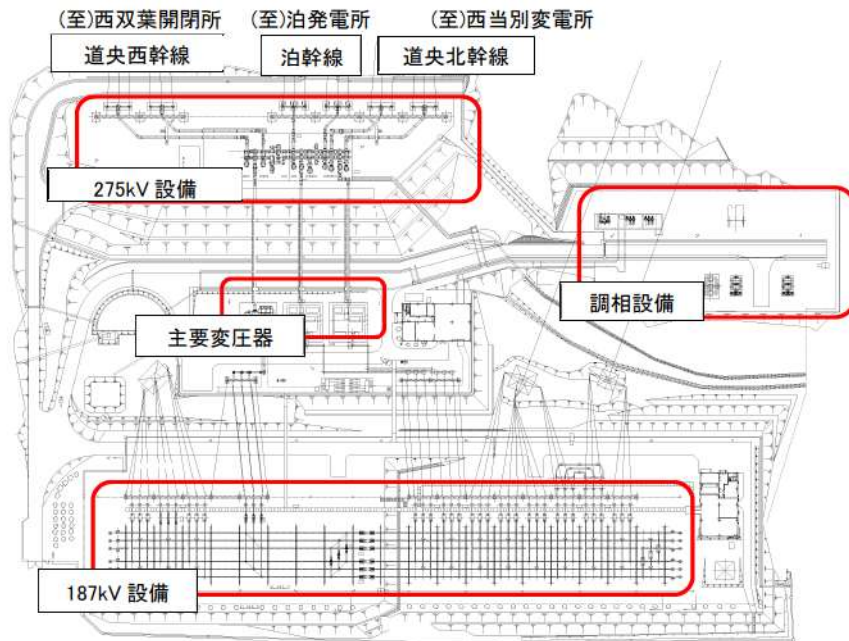 (至)西双葉開閉所 (至)泊発電所 (至)西当別変電所
道央西幹線 泊幹線 道央北幹線
275kV 設備
調相設備
主要変圧器
187kV 設備